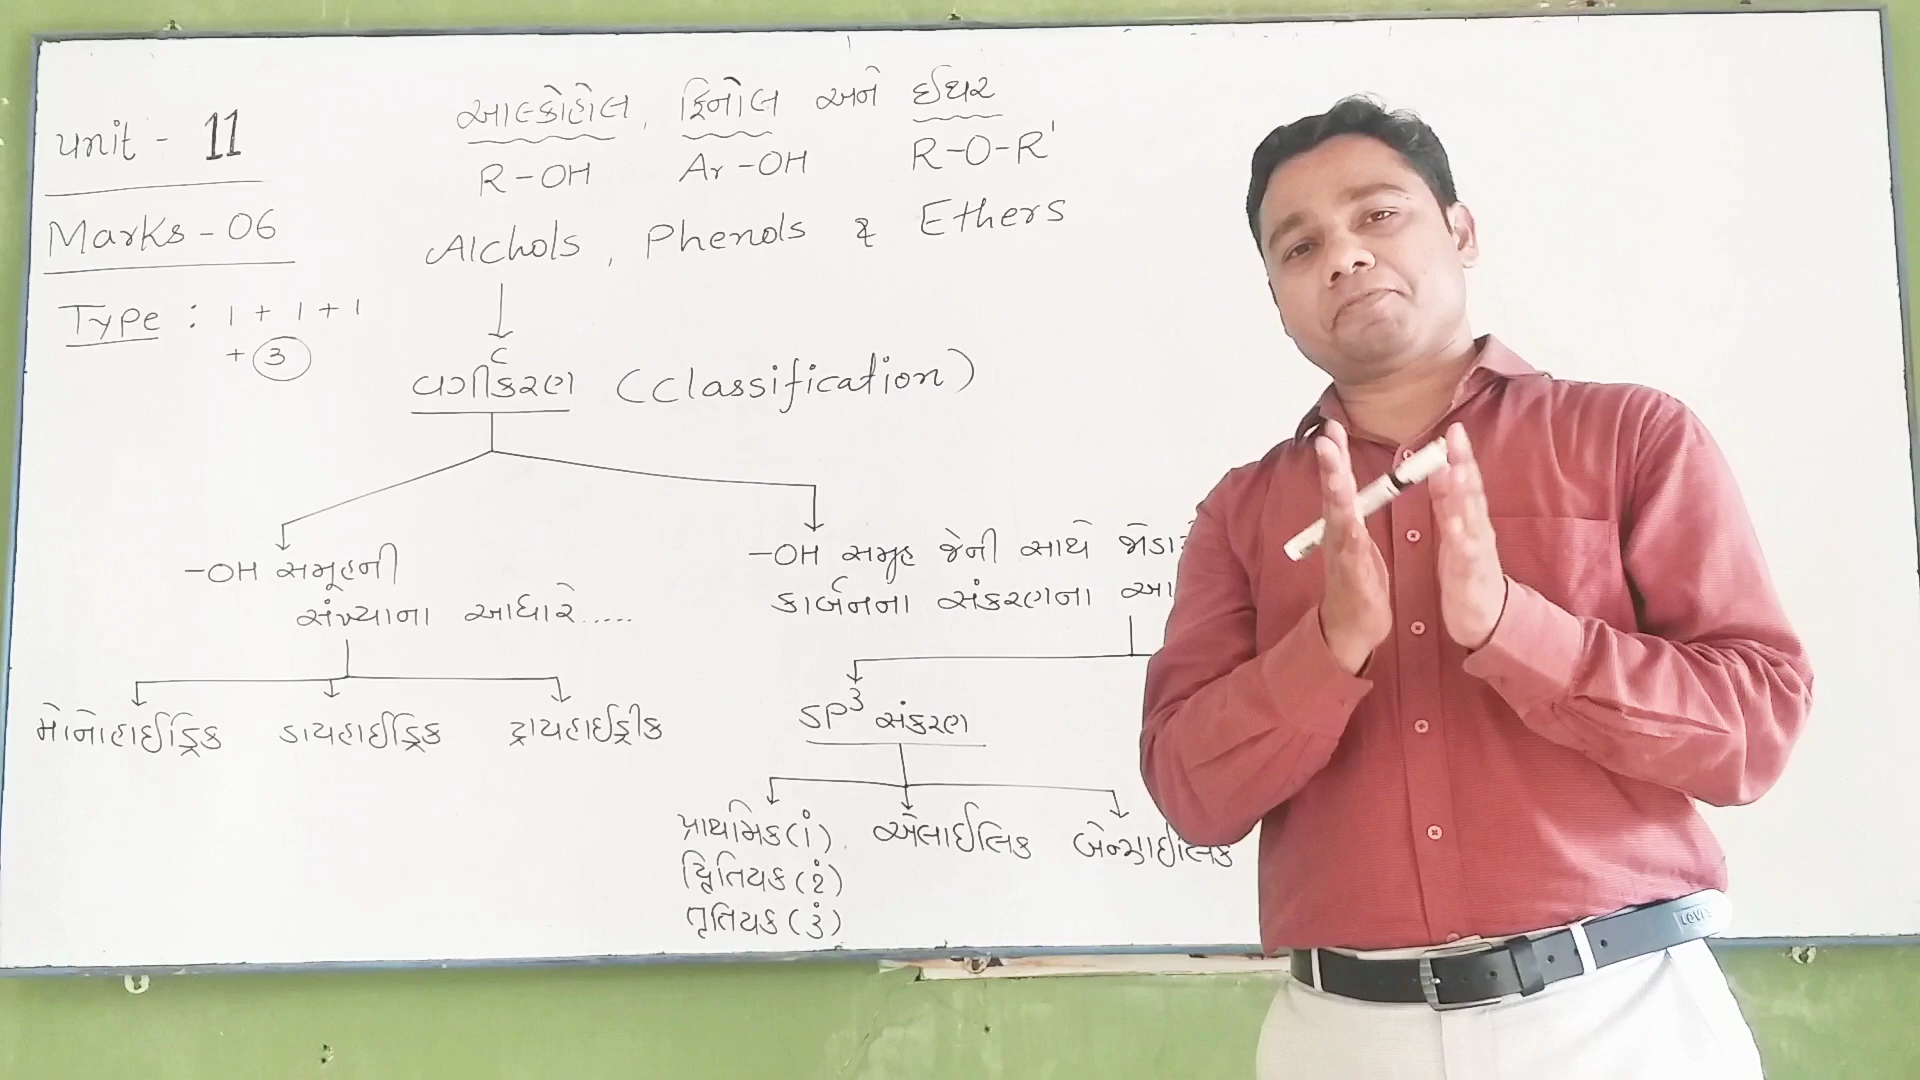 unit - 11
Marks - 06
Type : 1 + 1 + 1
+ 3
આલ્કોહોલ, ફિનોલ અને ઈથર
R-OH Ar-OH R-O-R'
Alchols, Phenols & Ethers
વર્ગીકરણ (Classification)
-OH સમૂહની
સંખ્યાના આધારે.....
મોનોહાઈડ્રિક ડાયહાઈડ્રિક ટ્રાયહાઈડ્રીક
-OH સમૂહ જેની સાથે
કાર્બનના સંકરણના
SP³ સંકરણ
પ્રાથમિક (1°) એલાઈલિક બેન્ઝાઈલિક
દ્વિતિયક (2°)
તૃતિયક (3°)
Levi's